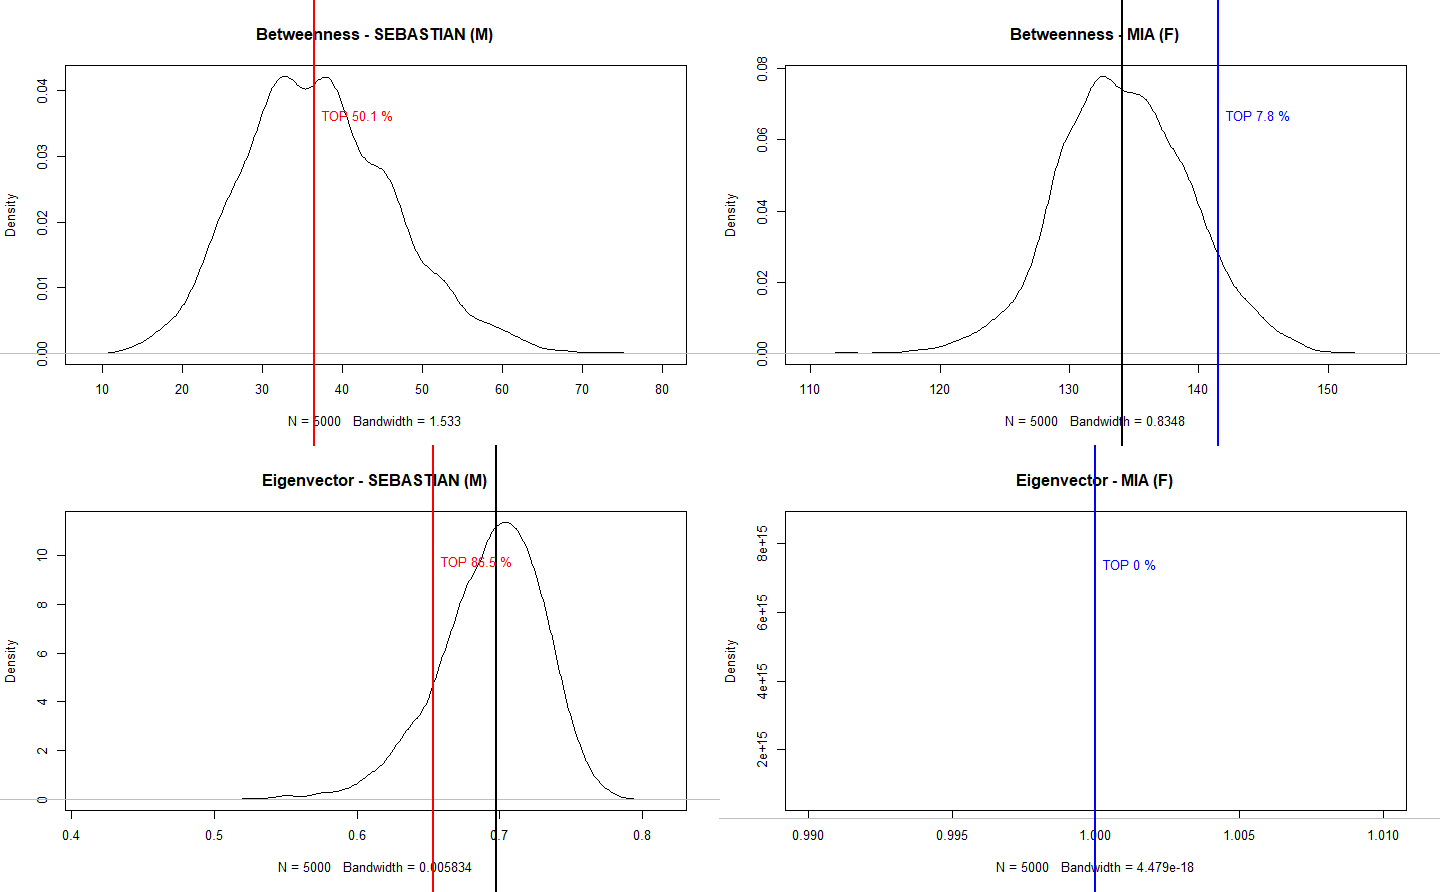 Betweenness - SEBASTIAN (M)
Density
0.00 0.01 0.02 0.03 0.04
TOP 50.1 %
10 20 30 40 50 60 70 80
N = 5000 Bandwidth = 1.533
Betweenness - MIA (F)
Density
0.00 0.02 0.04 0.06 0.08
TOP 7.8 %
110 120 130 140 150
N = 5000 Bandwidth = 0.8348
Eigenvector - SEBASTIAN (M)
Density
0 2 4 6 8 10
TOP 86.5 %
0.4 0.5 0.6 0.7 0.8
N = 5000 Bandwidth = 0.005834
Eigenvector - MIA (F)
Density
2e+15 4e+15 6e+15 8e+15
TOP 0 %
0.990 0.995 1.000 1.005 1.010
N = 5000 Bandwidth = 4.479e-18